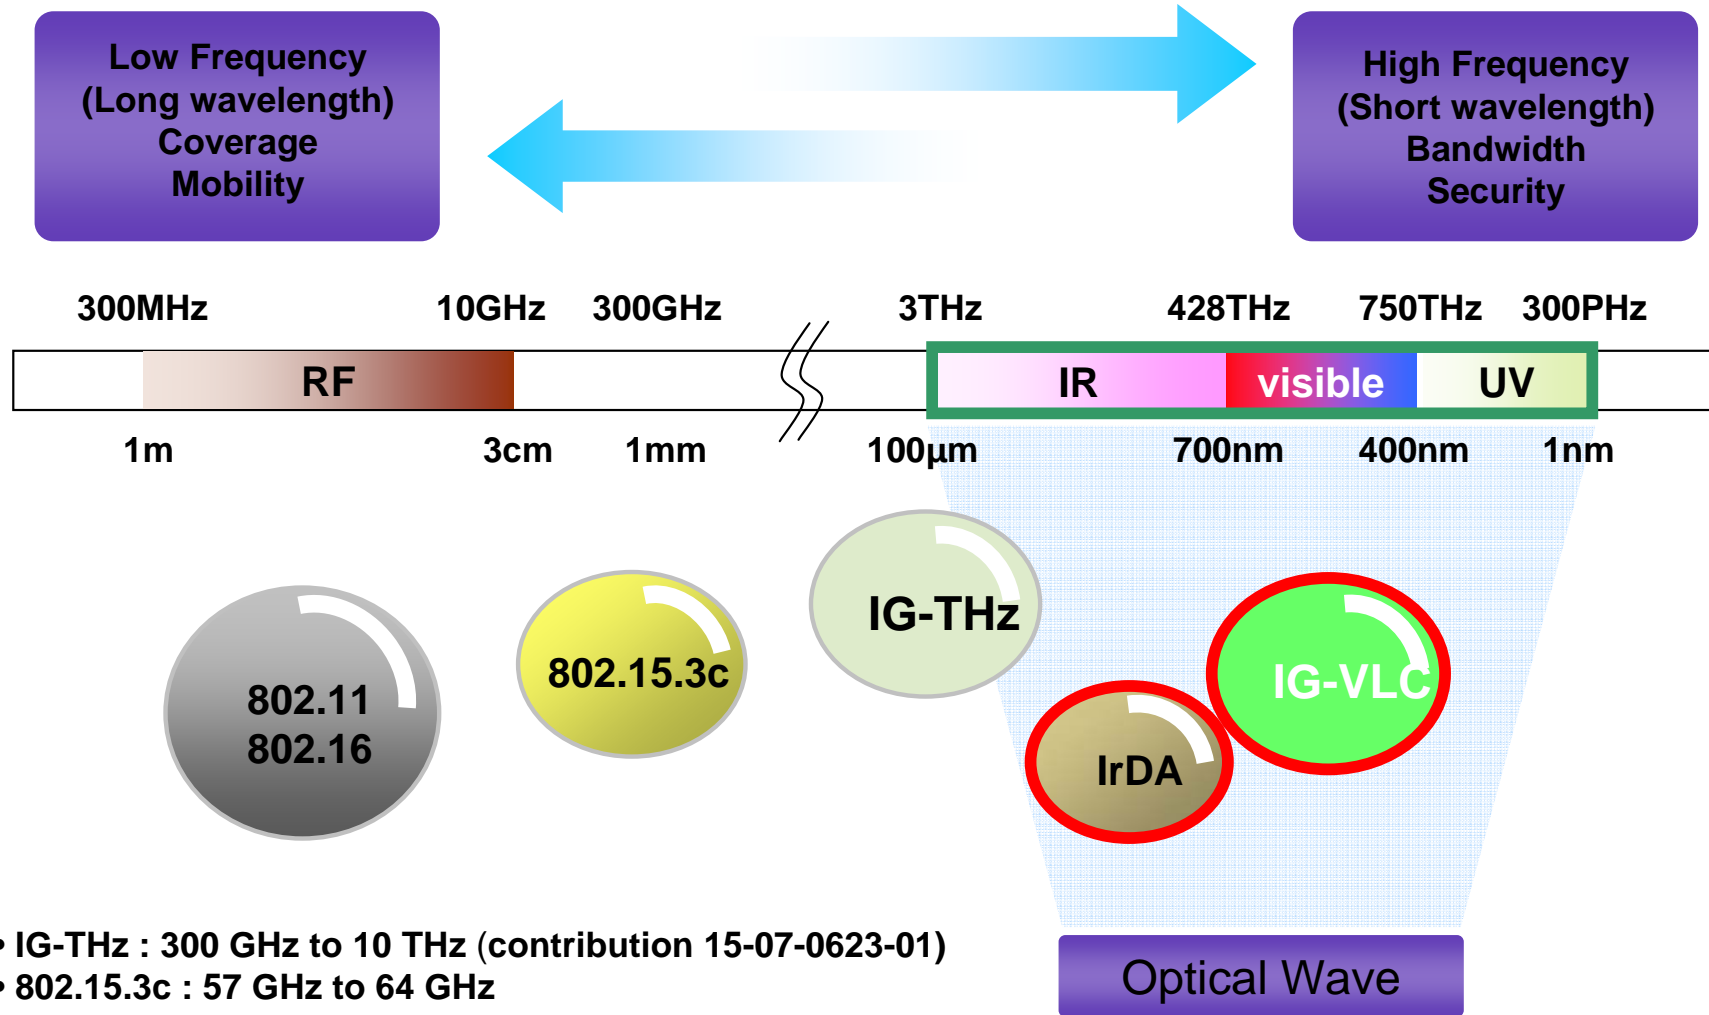 Low Frequency
(Long wavelength)
Coverage
Mobility
High Frequency
(Short wavelength)
Bandwidth
Security
300MHz 10GHz 300GHz 3THz 428THz 750THz 300PHz
RF IR visible UV
1m 3cm 1mm 100µm 700nm 400nm 1nm
IG-THz
802.15.3c
IG-VLC
802.11
802.16
IrDA
• IG-THz : 300 GHz to 10 THz (contribution 15-07-0623-01)
• 802.15.3c : 57 GHz to 64 GHz
Optical Wave